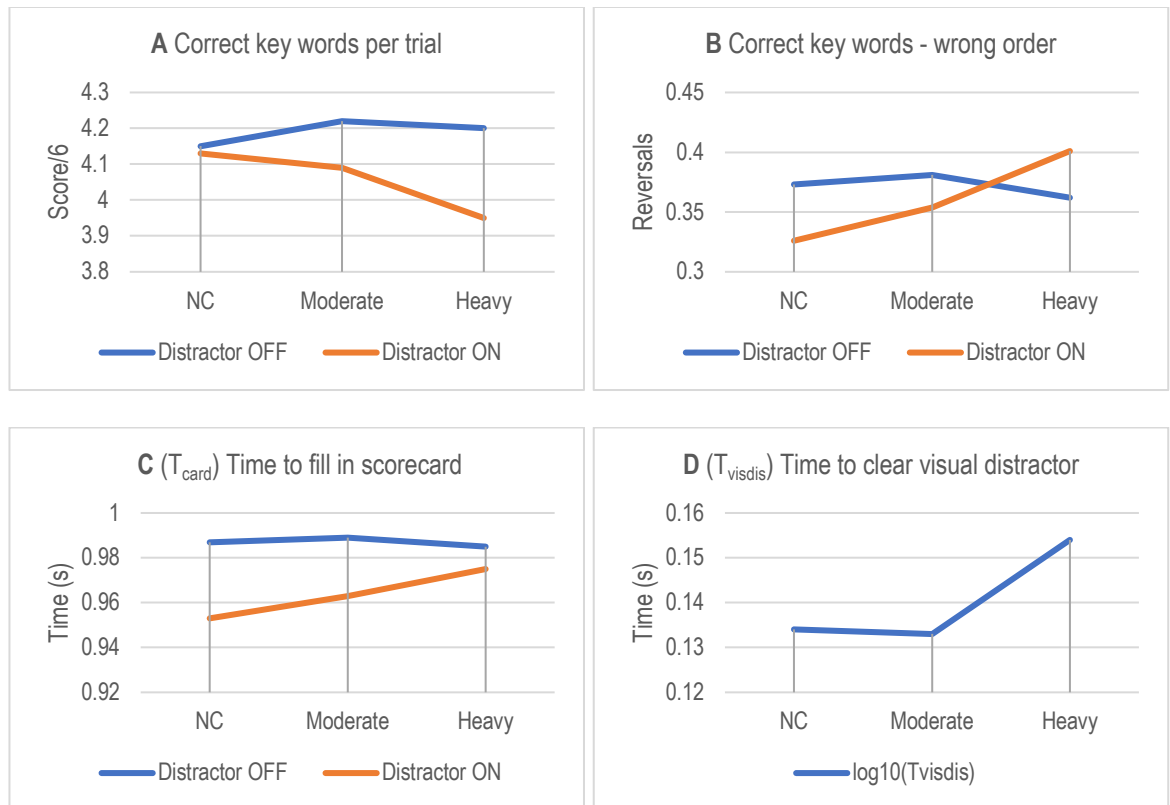 A Correct key words per trial
4.3
4.2
4.1
4
3.9
3.8
Score/6
NC Moderate Heavy
Distractor OFF Distractor ON
B Correct key words - wrong order
0.45
0.4
0.35
0.3
Reversals
NC Moderate Heavy
Distractor OFF Distractor ON
C (Tcard) Time to fill in scorecard
1
0.98
0.96
0.94
0.92
Time (s)
NC Moderate Heavy
Distractor OFF Distractor ON
D (Tvisdis) Time to clear visual distractor
0.16
0.15
0.14
0.13
0.12
Time (s)
NC Moderate Heavy
log10(Tvisdis)